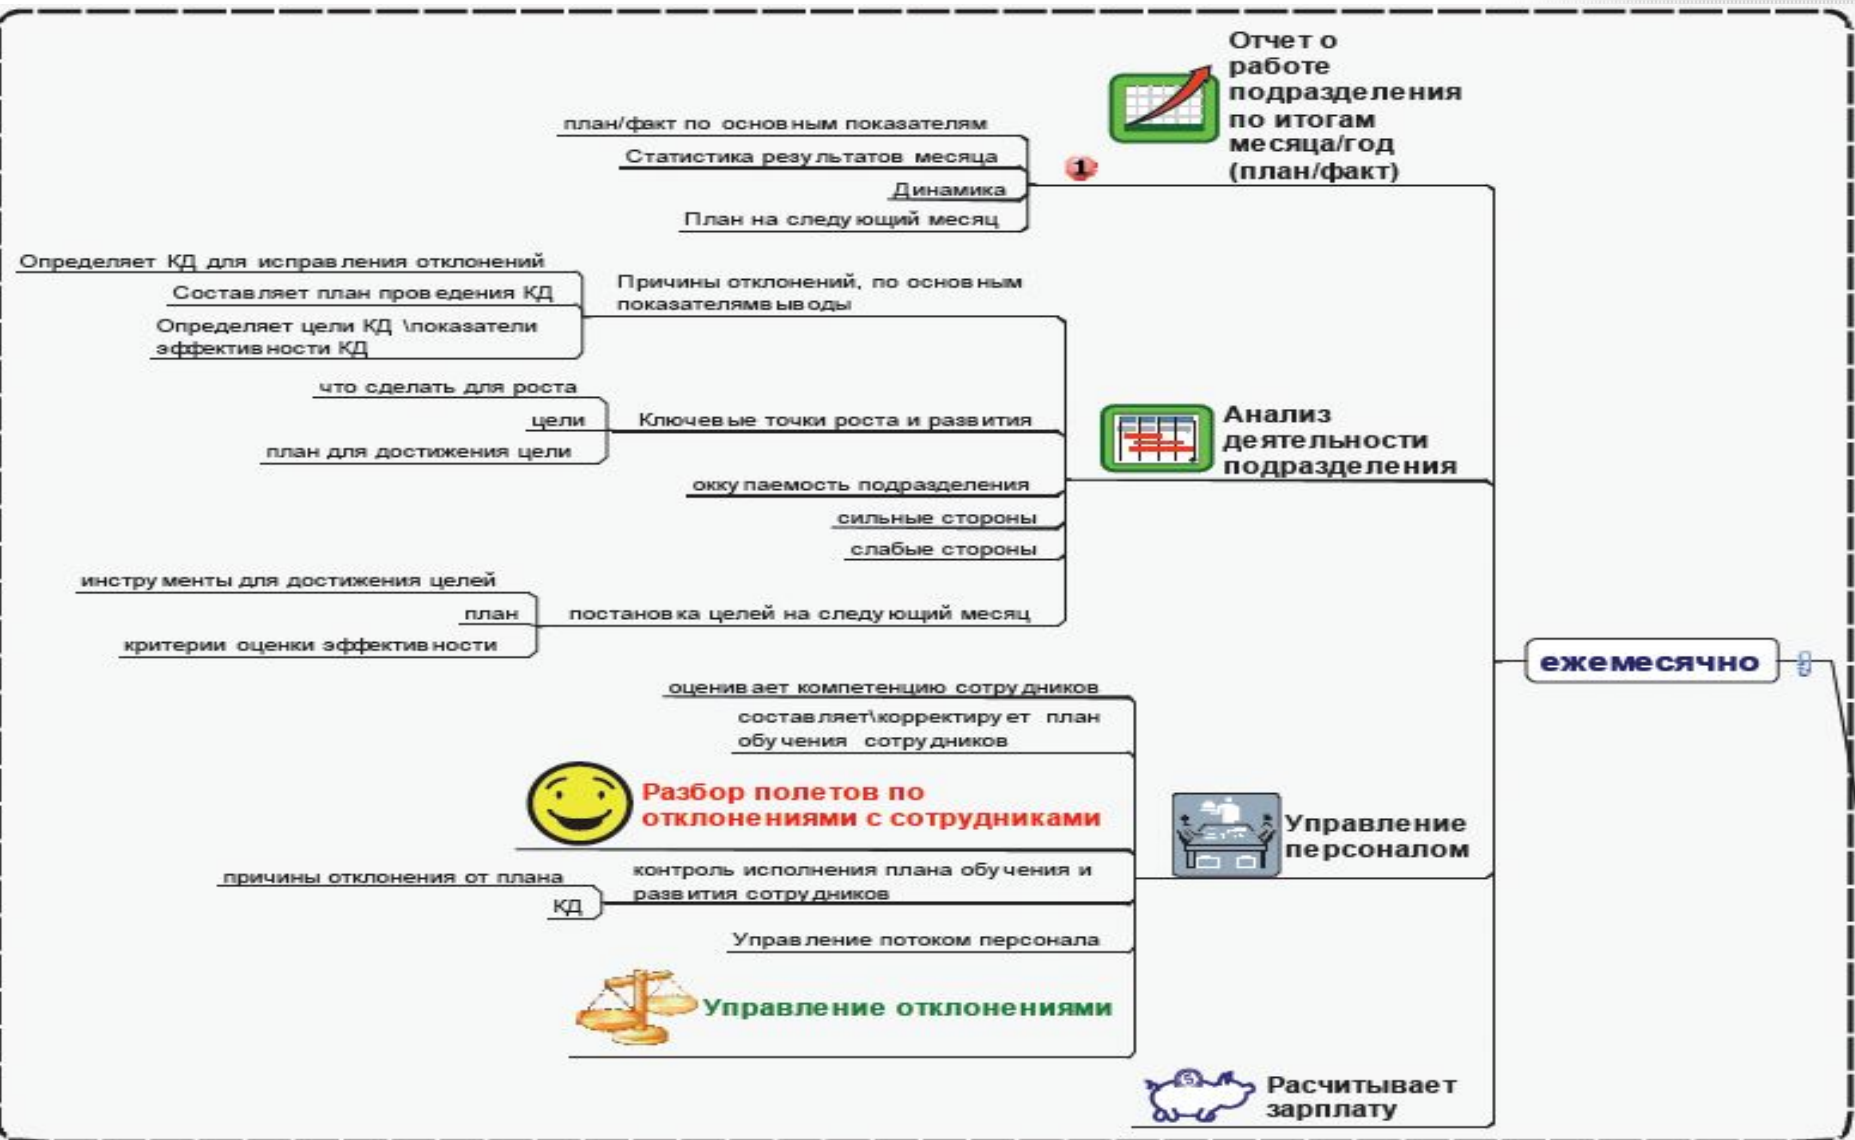 Отчет о
работе
подразделения
по итогам
месяца/год
(план/факт)
1
план/факт по основным показателям
Статистика результатов месяца
Динамика
План на следующий месяц
Анализ
деятельности
подразделения
Причины отклонений, по основным
показателямвыводы
Определяет КД для исправления отклонений
Составляет план проведения КД
Определяет цели КД \показатели
эффективности КД
Ключевые точки роста и развития
что сделать для роста
цели
план для достижения цели
оккупаемость подразделения
сильные стороны
слабые стороны
постановка целей на следующий месяц
инструменты для достижения целей
план
критерии оценки эффективности
ежемесячно
Управление
персоналом
оценивает компетенцию сотрудников
составляет\корректирует план
обучения сотрудников
Разбор полетов по
отклонениями с сотрудниками
контроль исполнения плана обучения и
развития сотрудников
причины отклонения от плана
КД
Управление потоком персонала
Управление отклонениями
Расчитывает
зарплату